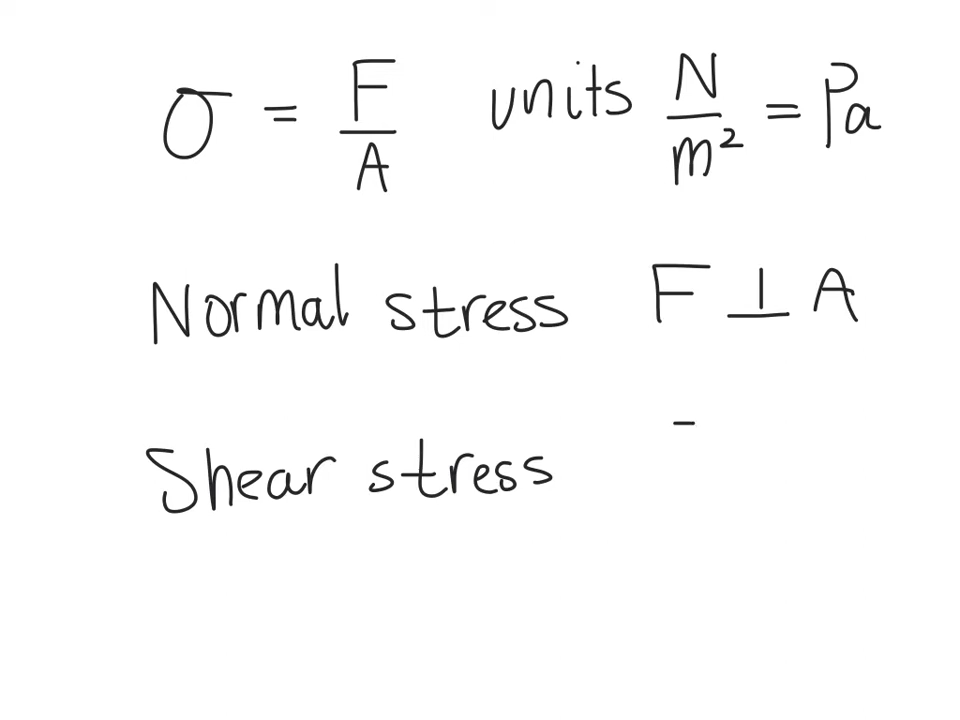 σ = F/A units N/m² = Pa
Normal stress F ⊥ A
Shear stress –